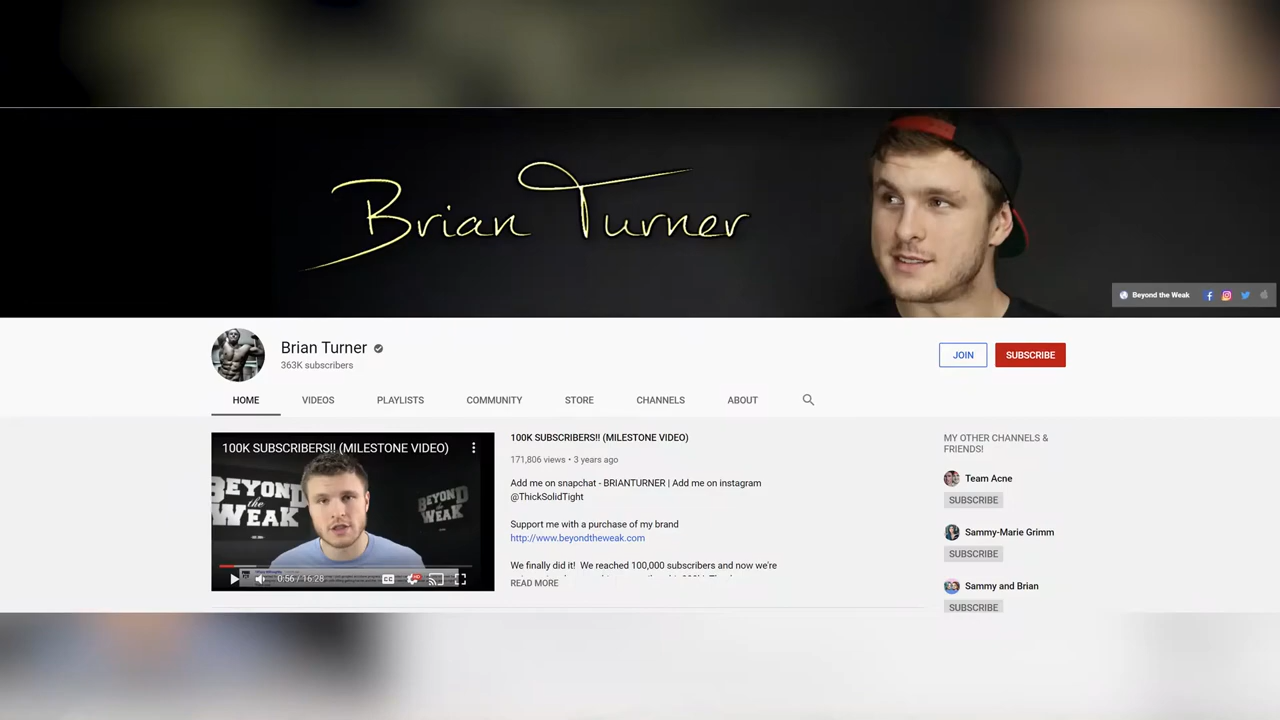 Brian Turner
Beyond the Weak
Brian Turner
363K subscribers
JOIN
SUBSCRIBE
HOME
VIDEOS
PLAYLISTS
COMMUNITY
STORE
CHANNELS
ABOUT
100K SUBSCRIBERS!! (MILESTONE VIDEO)
BEYOND
the
WEAK
BEYOND
the
WEAK
0:56 / 16:28
CC
HD
100K SUBSCRIBERS!! (MILESTONE VIDEO)
171,806 views • 3 years ago
Add me on snapchat - BRIANTURNER | Add me on instagram
@ThickSolidTight
Support me with a purchase of my brand
http://www.beyondtheweak.com
We finally did it! We reached 100,000 subscribers and now we're
READ MORE
MY OTHER CHANNELS &
FRIENDS!
Team Acne
SUBSCRIBE
Sammy-Marie Grimm
SUBSCRIBE
Sammy and Brian
SUBSCRIBE